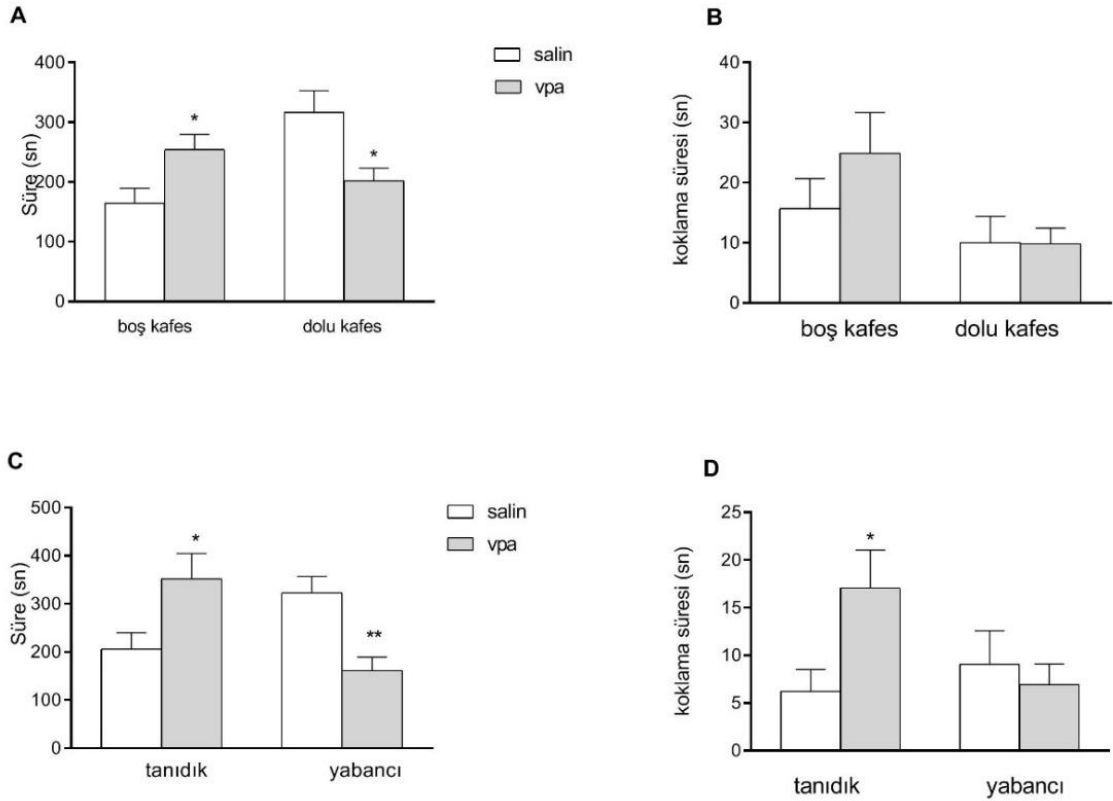 A
Süre (sn)
400
300
200
100
0
*
*
boş kafes
dolu kafes
salin
vpa
B
koklama süresi (sn)
40
30
20
10
0
boş kafes
dolu kafes
C
Süre (sn)
500
400
300
200
100
0
*
**
tanıdık
yabancı
salin
vpa
D
koklama süresi (sn)
25
20
15
10
5
0
*
tanıdık
yabancı